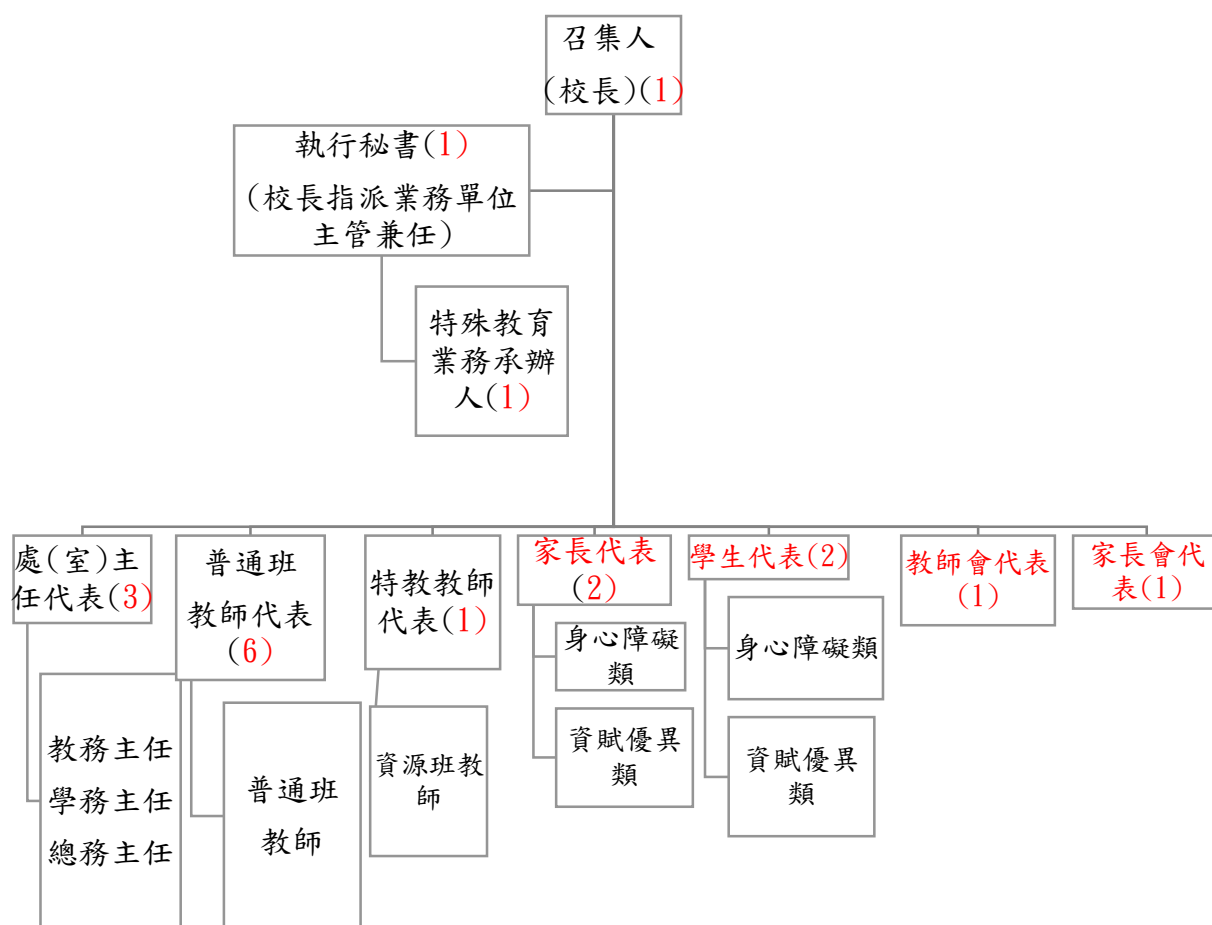 召集人
(校長)(1)
執行秘書(1)
(校長指派業務單位
主管兼任)
特殊教育
業務承辦
人(1)
處(室)主
任代表(3)
教務主任
學務主任
總務主任
普通班
教師代表
(6)
普通班
教師
特教教師
代表(1)
資源班教
師
家長代表
(2)
身心障礙
類
資賦優異
類
學生代表(2)
身心障礙類
資賦優異
類
教師會代表
(1)
家長會代
表(1)